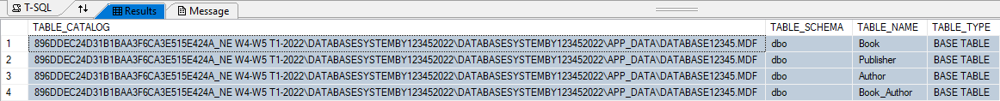 T-SQL Results Message
TABLE_CATALOG TABLE_SCHEMA TABLE_NAME TABLE_TYPE
1 896DDEC24D31B1BAA3F6CA3E515E424A_NE W4-W5 T1-2022\DATABASESYSTEMBY123452022\DATABASESYSTEMBY123452022\APP_DATA\DATABASE12345.MDF dbo Book BASE TABLE
2 896DDEC24D31B1BAA3F6CA3E515E424A_NE W4-W5 T1-2022\DATABASESYSTEMBY123452022\DATABASESYSTEMBY123452022\APP_DATA\DATABASE12345.MDF dbo Publisher BASE TABLE
3 896DDEC24D31B1BAA3F6CA3E515E424A_NE W4-W5 T1-2022\DATABASESYSTEMBY123452022\DATABASESYSTEMBY123452022\APP_DATA\DATABASE12345.MDF dbo Author BASE TABLE
4 896DDEC24D31B1BAA3F6CA3E515E424A_NE W4-W5 T1-2022\DATABASESYSTEMBY123452022\DATABASESYSTEMBY123452022\APP_DATA\DATABASE12345.MDF dbo Book_Author BASE TABLE